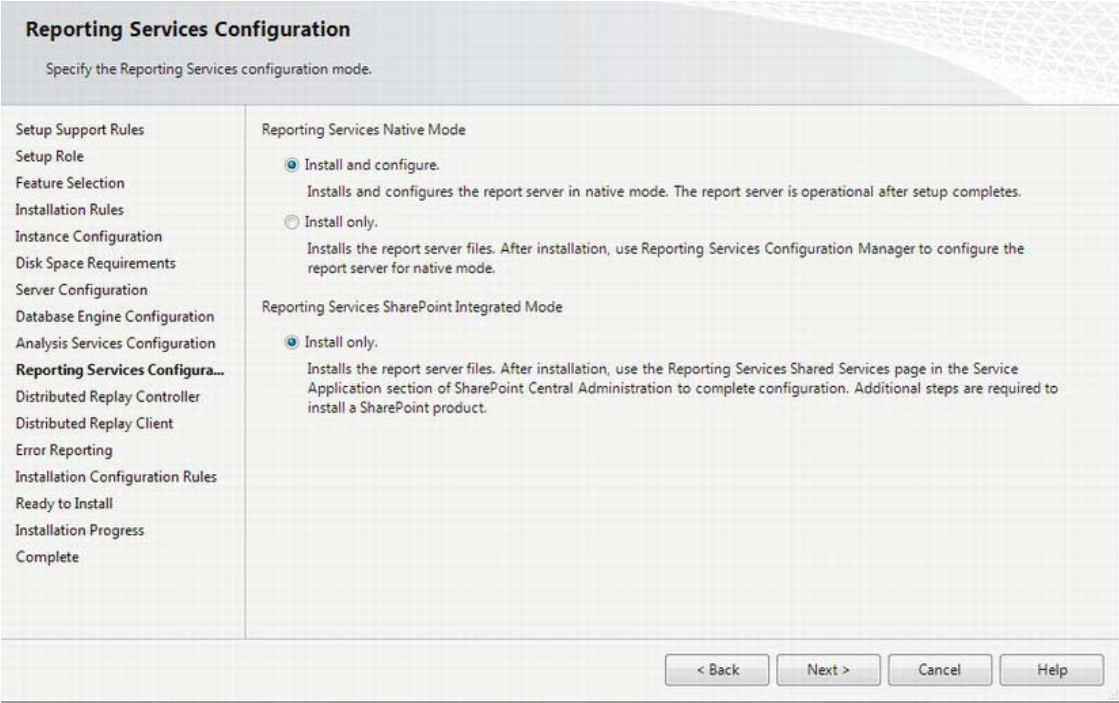 Reporting Services Configuration
Specify the Reporting Services configuration mode.
Setup Support Rules
Setup Role
Feature Selection
Installation Rules
Instance Configuration
Disk Space Requirements
Server Configuration
Database Engine Configuration
Analysis Services Configuration
Reporting Services Configura...
Distributed Replay Controller
Distributed Replay Client
Error Reporting
Installation Configuration Rules
Ready to Install
Installation Progress
Complete
Reporting Services Native Mode
Install and configure.
Installs and configures the report server in native mode. The report server is operational after setup completes.
Install only.
Installs the report server files. After installation, use Reporting Services Configuration Manager to configure the
report server for native mode.
Reporting Services SharePoint Integrated Mode
Install only.
Installs the report server files. After installation, use the Reporting Services Shared Services page in the Service
Application section of SharePoint Central Administration to complete configuration. Additional steps are required to
install a SharePoint product.
< Back
Next >
Cancel
Help